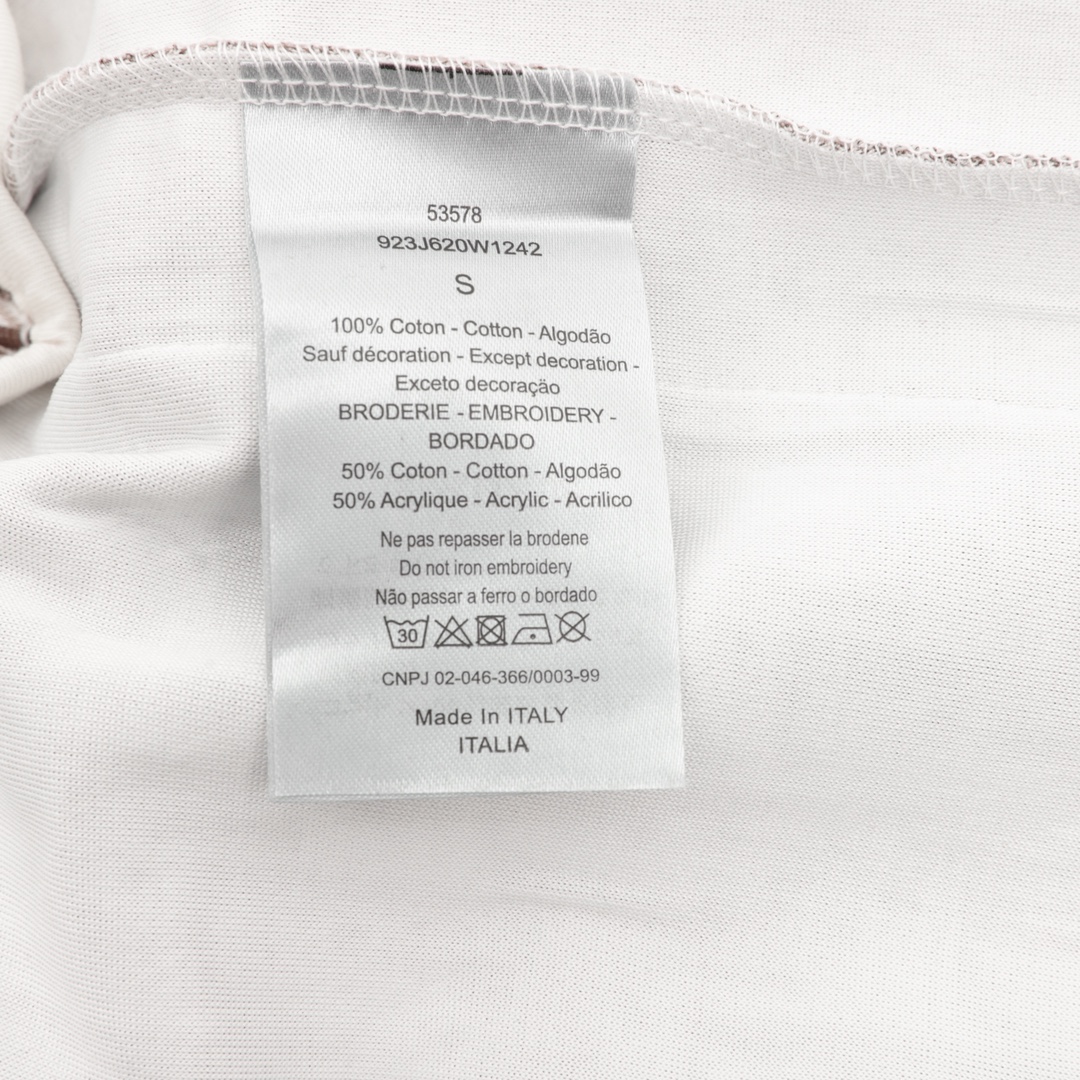 53578
923J620W1242
S
100% Coton - Cotton - Algodão
Sauf décoration - Except decoration -
Exceto decoraçäo
BRODERIE - EMBROIDERY -
BORDADO
50% Coton - Cotton - Algodão
50% Acrylique - Acrylic - Acrilico
Ne pas repasser la brodene
Do not iron embroidery
Não passar a ferro o bordado
30
CNPJ 02-046-366/0003-99
Made In ITALY
ITALIA